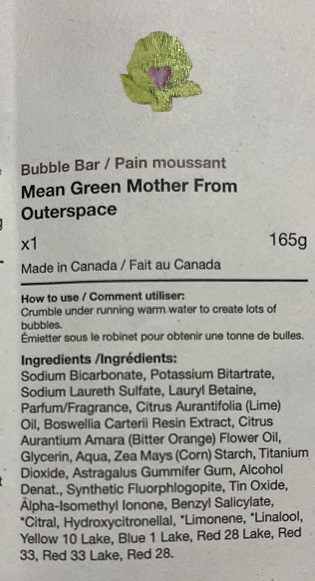 Bubble Bar / Pain moussant
Mean Green Mother From
Outerspace
x1 165g
Made in Canada / Fait au Canada
How to use / Comment utiliser:
Crumble under running warm water to create lots of
bubbles.
Émietter sous le robinet pour obtenir une tonne de bulles.
Ingredients /Ingrédients:
Sodium Bicarbonate, Potassium Bitartrate,
Sodium Laureth Sulfate, Lauryl Betaine,
Parfum/Fragrance, Citrus Aurantifolia (Lime)
Oil, Boswellia Carterii Resin Extract, Citrus
Aurantium Amara (Bitter Orange) Flower Oil,
Glycerin, Aqua, Zea Mays (Corn) Starch, Titanium
Dioxide, Astragalus Gummifer Gum, Alcohol
Denat., Synthetic Fluorphlogopite, Tin Oxide,
Alpha-Isomethyl Ionone, Benzyl Salicylate,
*Citral, Hydroxycitronellal, *Limonene, *Linalool,
Yellow 10 Lake, Blue 1 Lake, Red 28 Lake, Red
33, Red 33 Lake, Red 28.